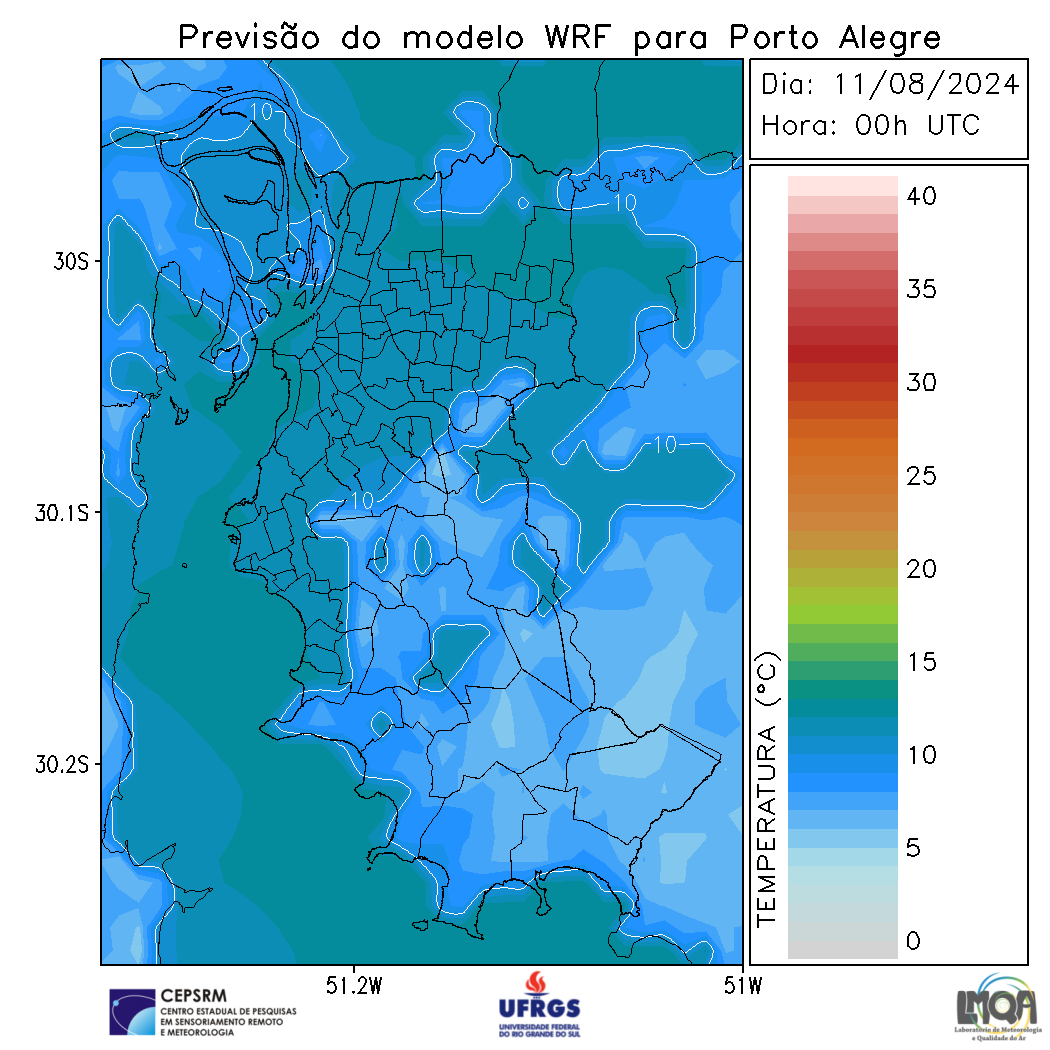 Previsão do modelo WRF para Porto Alegre
Dia: 11/08/2024
Hora: 00h UTC
30S
30.1S
30.2S
51.2W
51W
10
10
10
10
TEMPERATURA (°C)
40
35
30
25
20
15
10
5
0
CEPSRM
CENTRO ESTADUAL DE PESQUISAS
EM SENSORIAMENTO REMOTO
E METEOROLOGIA
UFRGS
UNIVERSIDADE FEDERAL
DO RIO GRANDE DO SUL
LMQA
Laboratório de Meteorologia
e Qualidade do Ar